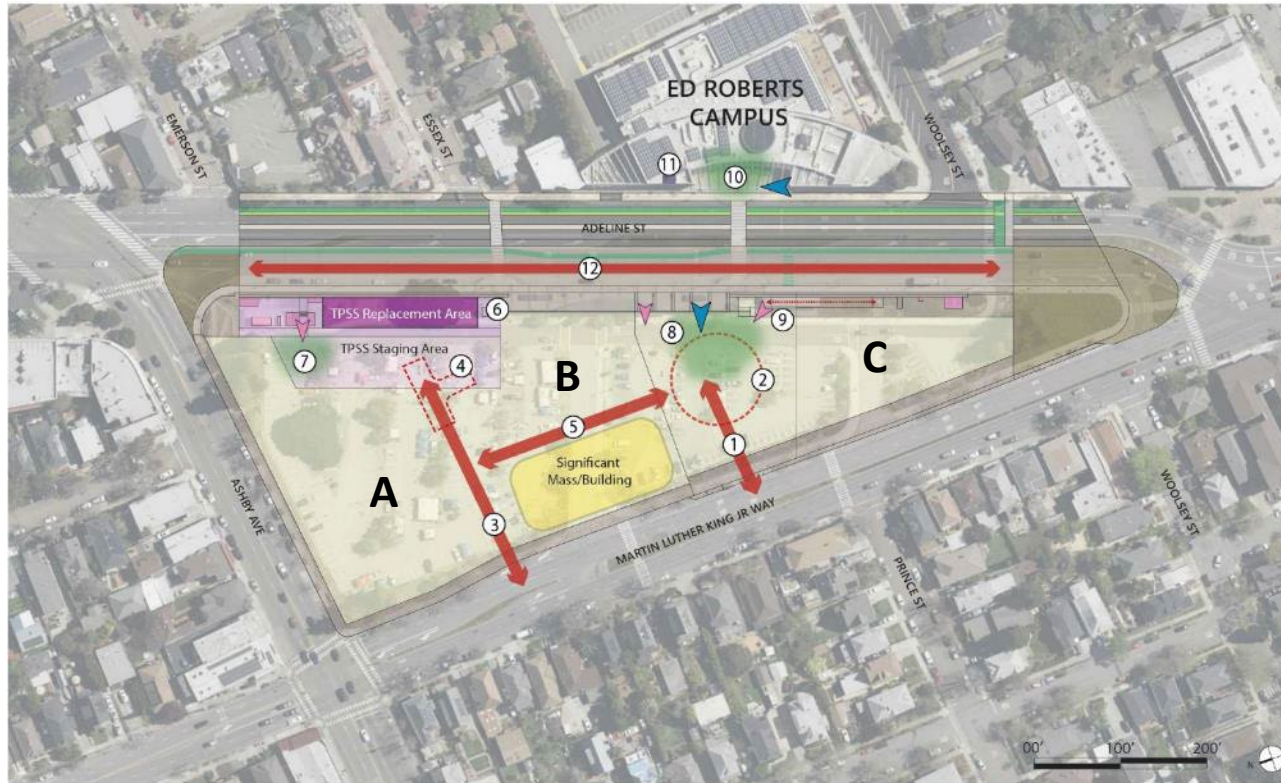 ED ROBERTS
CAMPUS
EMERSON ST
ESSEX ST
WOOLSEY ST
11
10
ADELINE ST
12
TPSS Replacement Area
6
8
9
7
TPSS Staging Area
4
B
C
2
5
1
Significant
Mass/Building
A
3
ASHBY AVE
MARTIN LUTHER KING JR WAY
PRINCE ST
WOOLSEY ST
00'
100'
200'
N